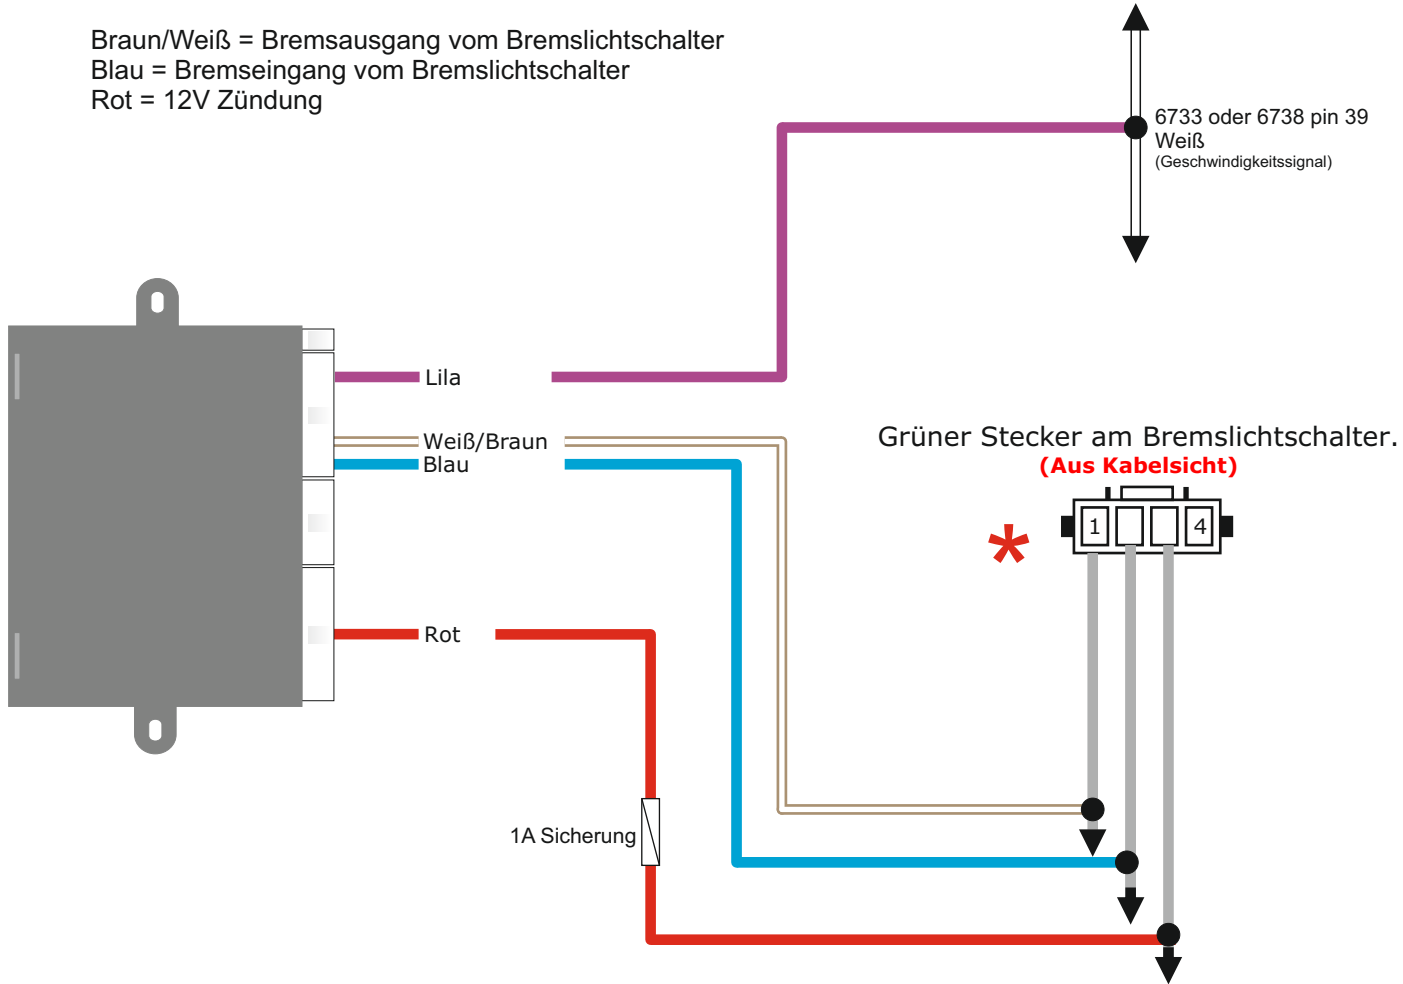 Braun/Weiß = Bremsausgang vom Bremslichtschalter
Blau = Bremseingang vom Bremslichtschalter
Rot = 12V Zündung
6733 oder 6738 pin 39
Weiß
(Geschwindigkeitssignal)
Lila
Weiß/Braun
Blau
Grüner Stecker am Bremslichtschalter.
(Aus Kabelsicht)
*
1 4
Rot
1A Sicherung